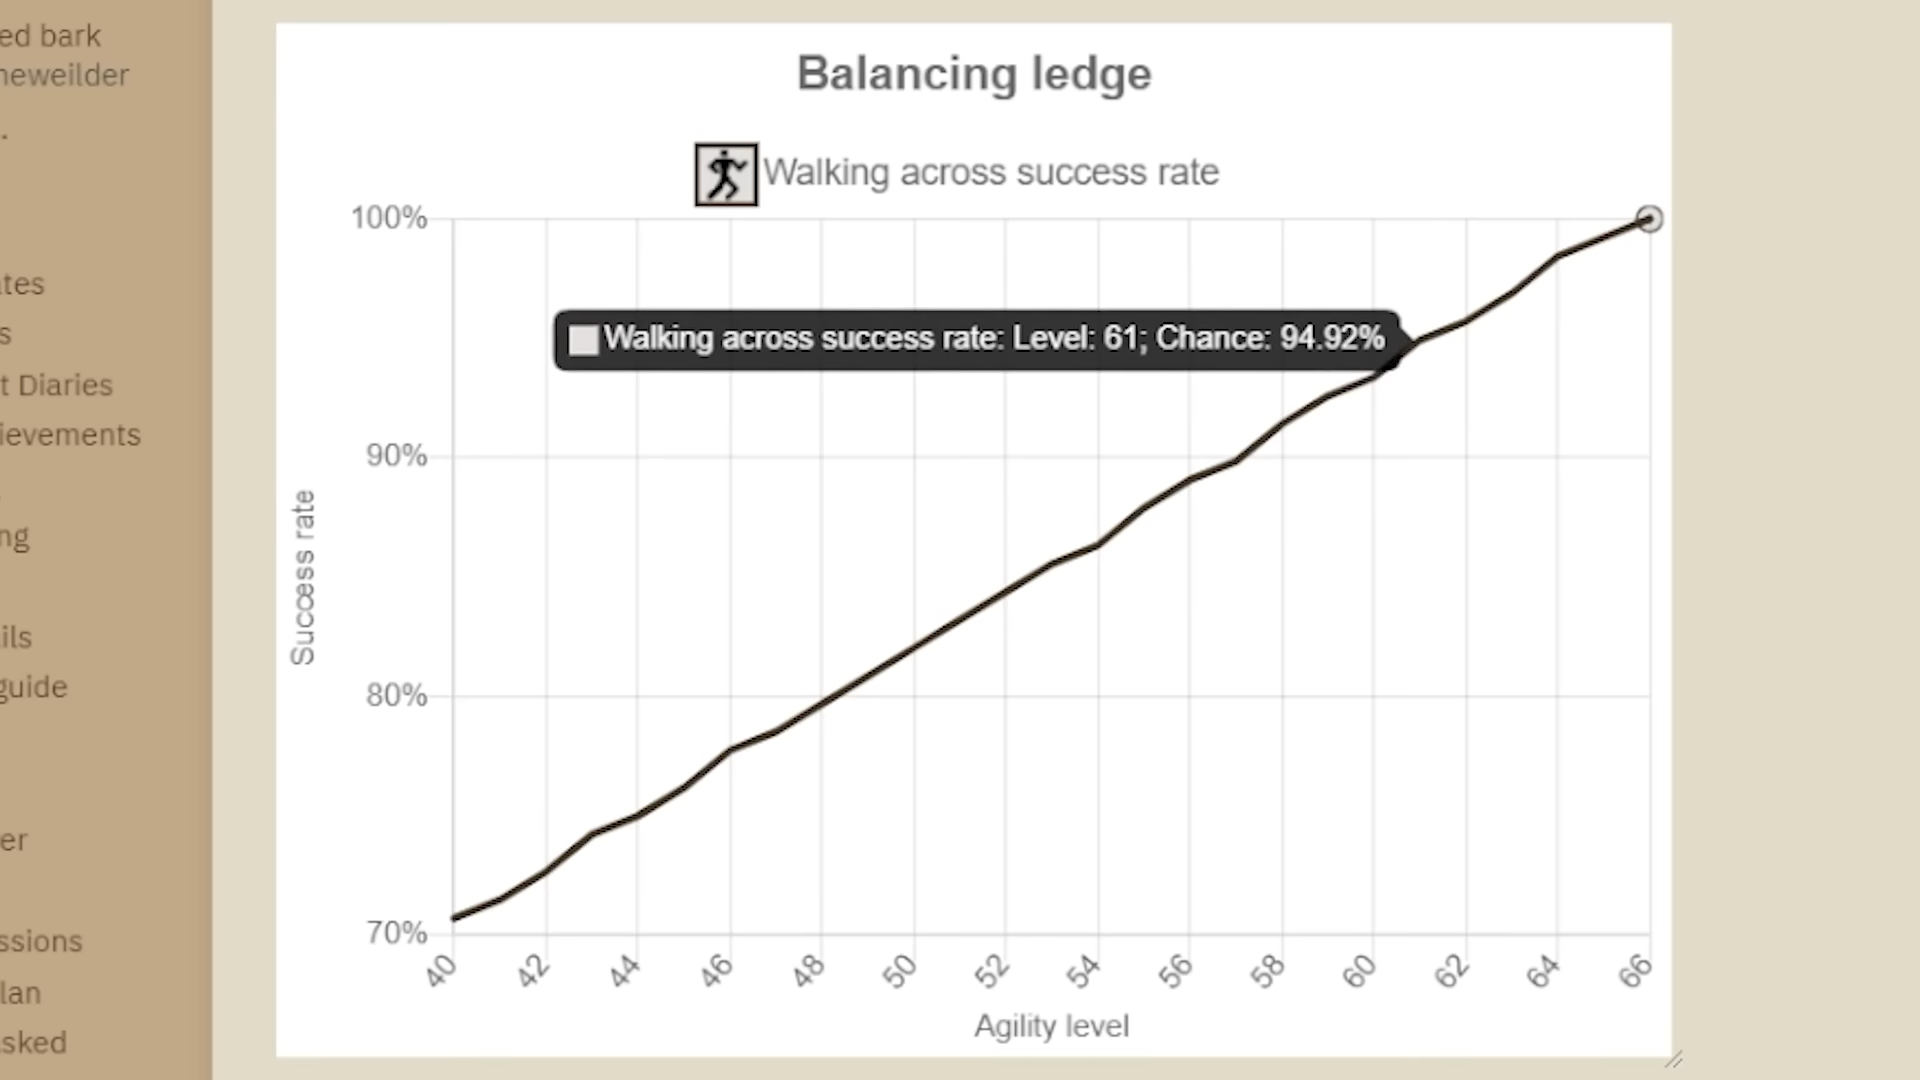 ed bark
neweilder
.
ites
s
t Diaries
ievements
ng
ils
guide
er
ssions
lan
asked
Balancing ledge
Walking across success rate
100%
90%
80%
70%
Walking across success rate: Level: 61; Chance: 94.92%
Success rate
40 42 44 46 48 50 52 54 56 58 60 62 64 66
Agility level